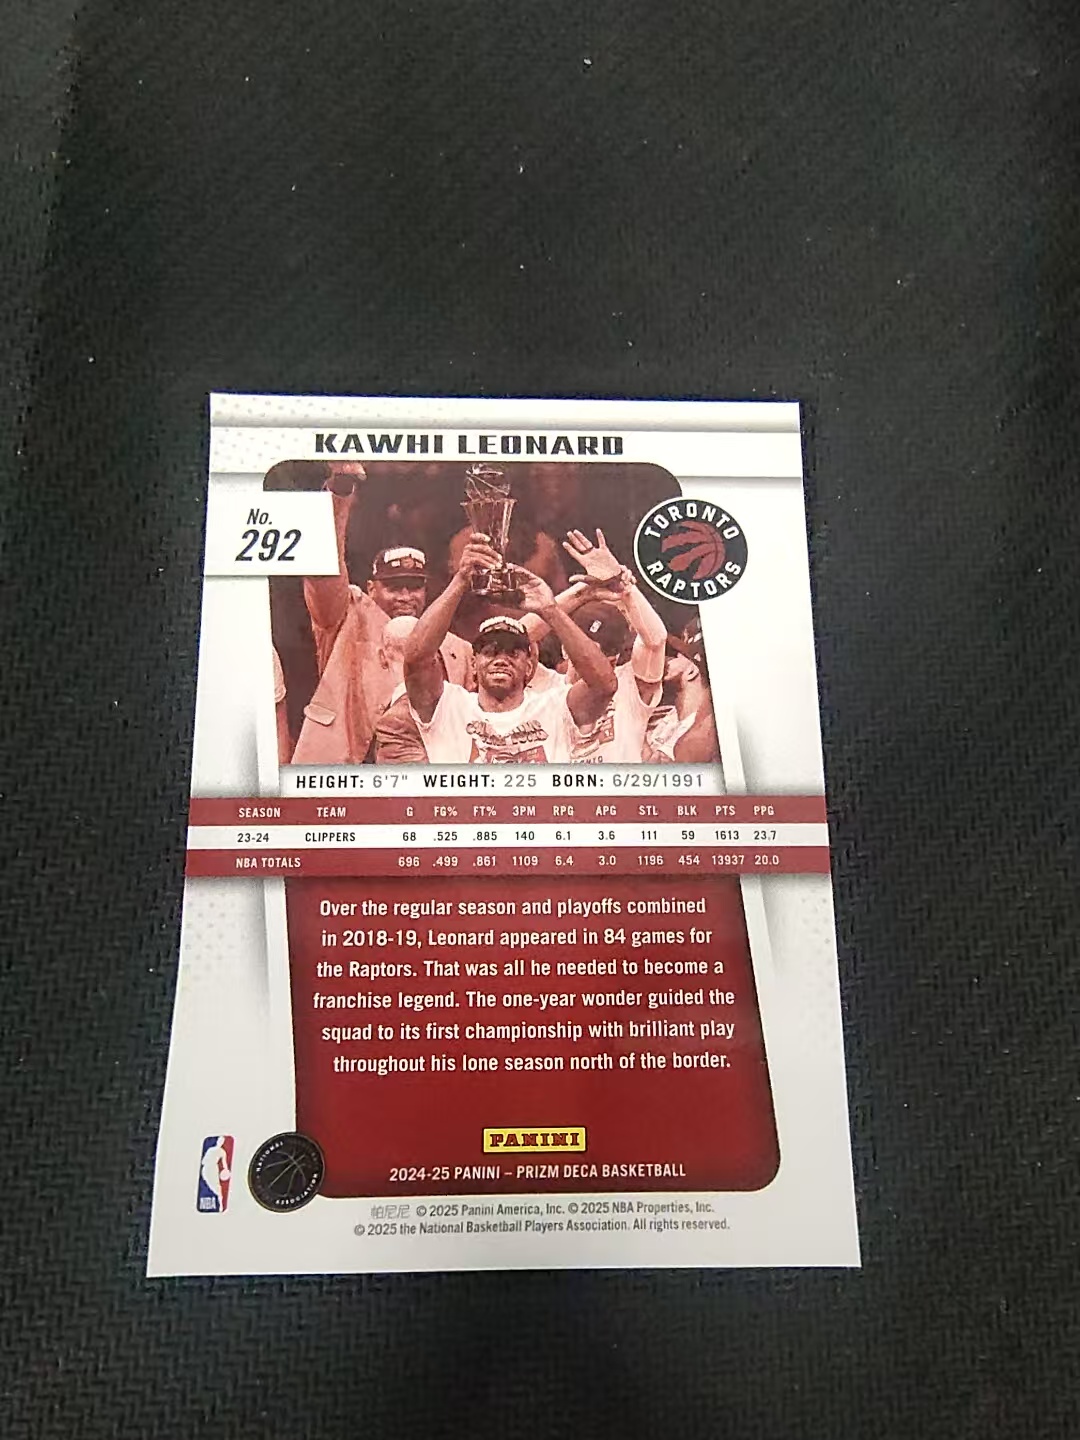 KAWHI LEONARD
No.
292
TORONTO
RAPTORS
HEIGHT: 6'7" WEIGHT: 225 BORN: 6/29/1991
SEASON TEAM G FG% FT% 3PM RPG APG STL BLK PTS PPG
23-24 CLIPPERS 68 .525 .885 140 6.1 3.6 111 59 1613 23.7
NBA TOTALS 696 .499 .861 1109 6.4 3.0 1196 454 13937 20.0
Over the regular season and playoffs combined
in 2018-19, Leonard appeared in 84 games for
the Raptors. That was all he needed to become a
franchise legend. The one-year wonder guided the
squad to its first championship with brilliant play
throughout his lone season north of the border.
PANINI
2024-25 PANINI – PRIZM DECA BASKETBALL
NBA
NATIONAL
ASSOCIATION
帕尼尼 © 2025 Panini America, Inc. © 2025 NBA Properties, Inc.
© 2025 the National Basketball Players Association. All rights reserved.